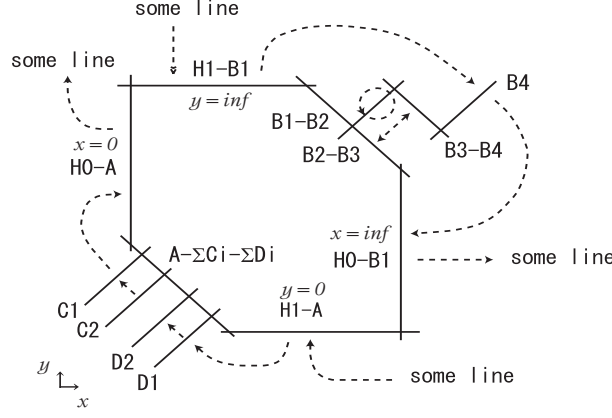 some line
some line
H1-B1
y=inf
B4
B1-B2
B2-B3
B3-B4
x=0
H0-A
x=inf
H0-B1
some line
A-ΣCi-ΣDi
y=0
H1-A
C1
C2
D2
D1
some line
y
x